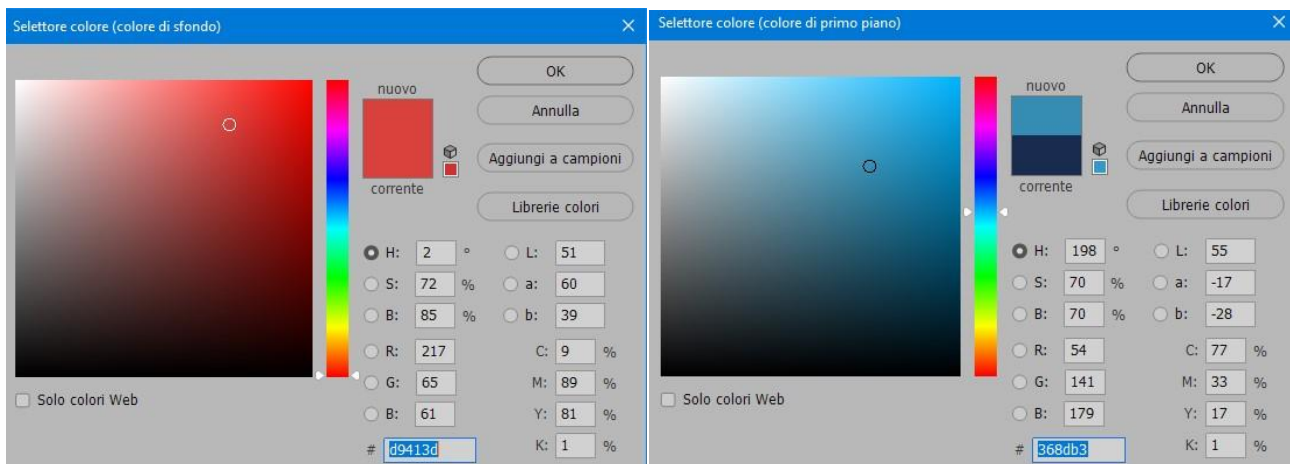 Selettore colore (colore di sfondo)
OK
nuovo
Annulla
Aggiungi a campioni
corrente
Librerie colori
H: 2 ° L: 51
S: 72 % a: 60
B: 85 % b: 39
R: 217 C: 9 %
G: 65 M: 89 %
B: 61 Y: 81 %
# d9413d K: 1 %
Solo colori Web
Selettore colore (colore di primo piano)
OK
nuovo
Annulla
Aggiungi a campioni
corrente
Librerie colori
H: 198 ° L: 55
S: 70 % a: -17
B: 70 % b: -28
R: 54 C: 77 %
G: 141 M: 33 %
B: 179 Y: 17 %
# 368db3 K: 1 %
Solo colori Web